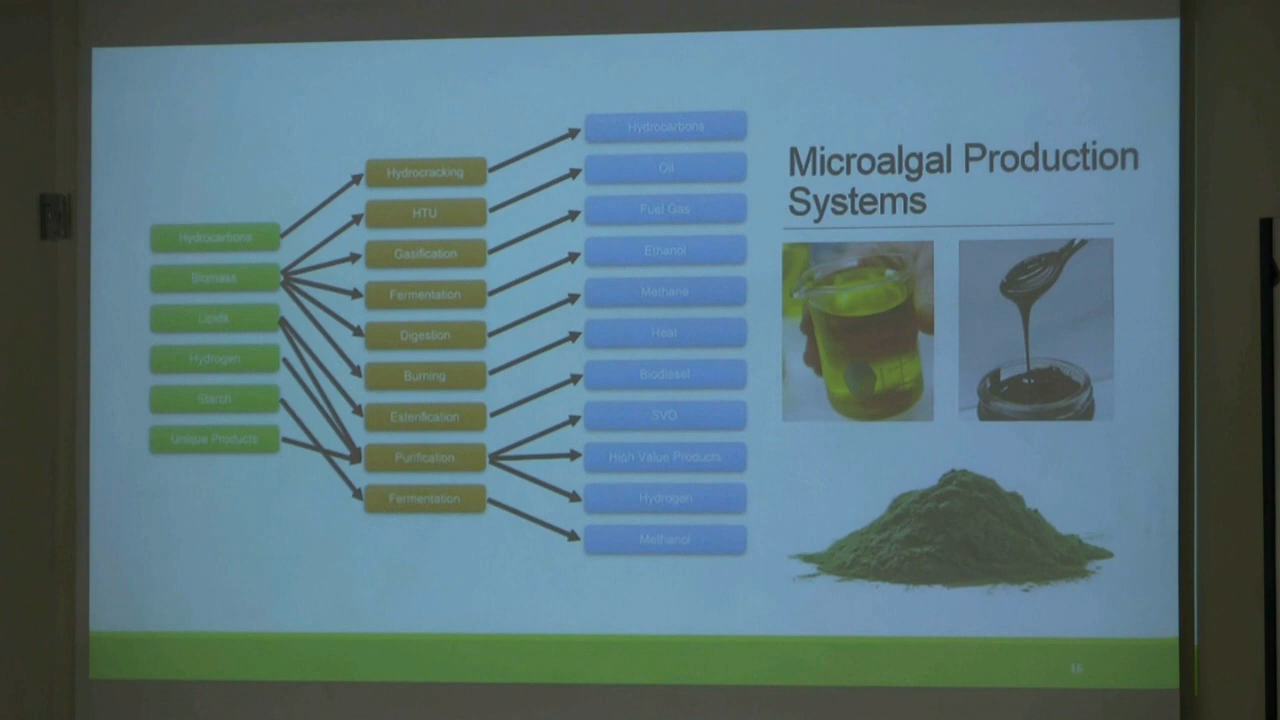 Microalgal Production
Systems
Hydrocarbons
Biomass
Lipids
Hydrogen
Starch
Unique Products
Hydrocracking
HTU
Gasification
Fermentation
Digestion
Burning
Esterification
Purification
Fermentation
Hydrocarbons
Oil
Fuel Gas
Ethanol
Methane
Heat
Biodiesel
SVO
High Value Products
Hydrogen
Methanol
16